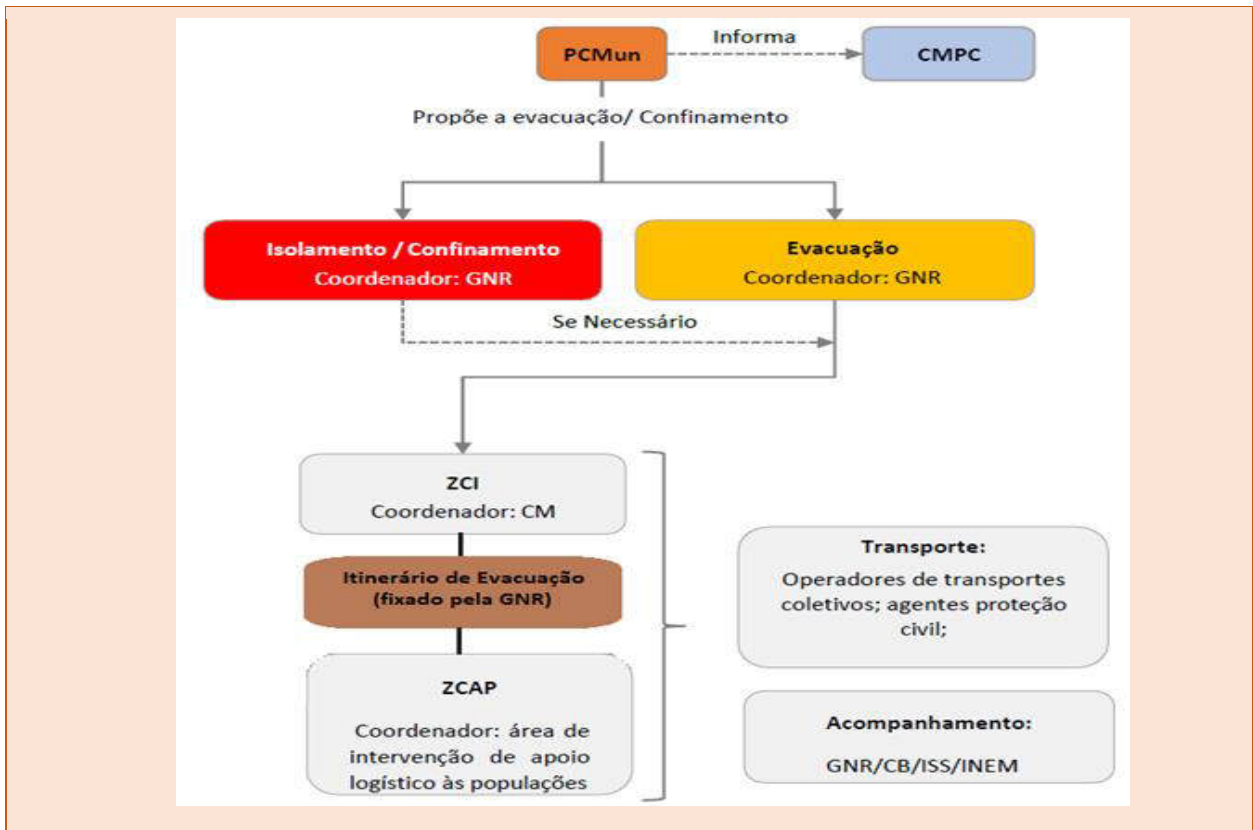 PCMun
Informa
CMPC
Propõe a evacuação/ Confinamento
Isolamento / Confinamento
Coordenador: GNR
Evacuação
Coordenador: GNR
Se Necessário
ZCI
Coordenador: CM
Itinerário de Evacuação
(fixado pela GNR)
ZCAP
Coordenador: área de
intervenção de apoio
logístico às populações
Transporte:
Operadores de transportes
coletivos; agentes proteção
civil;
Acompanhamento:
GNR/CB/ISS/INEM